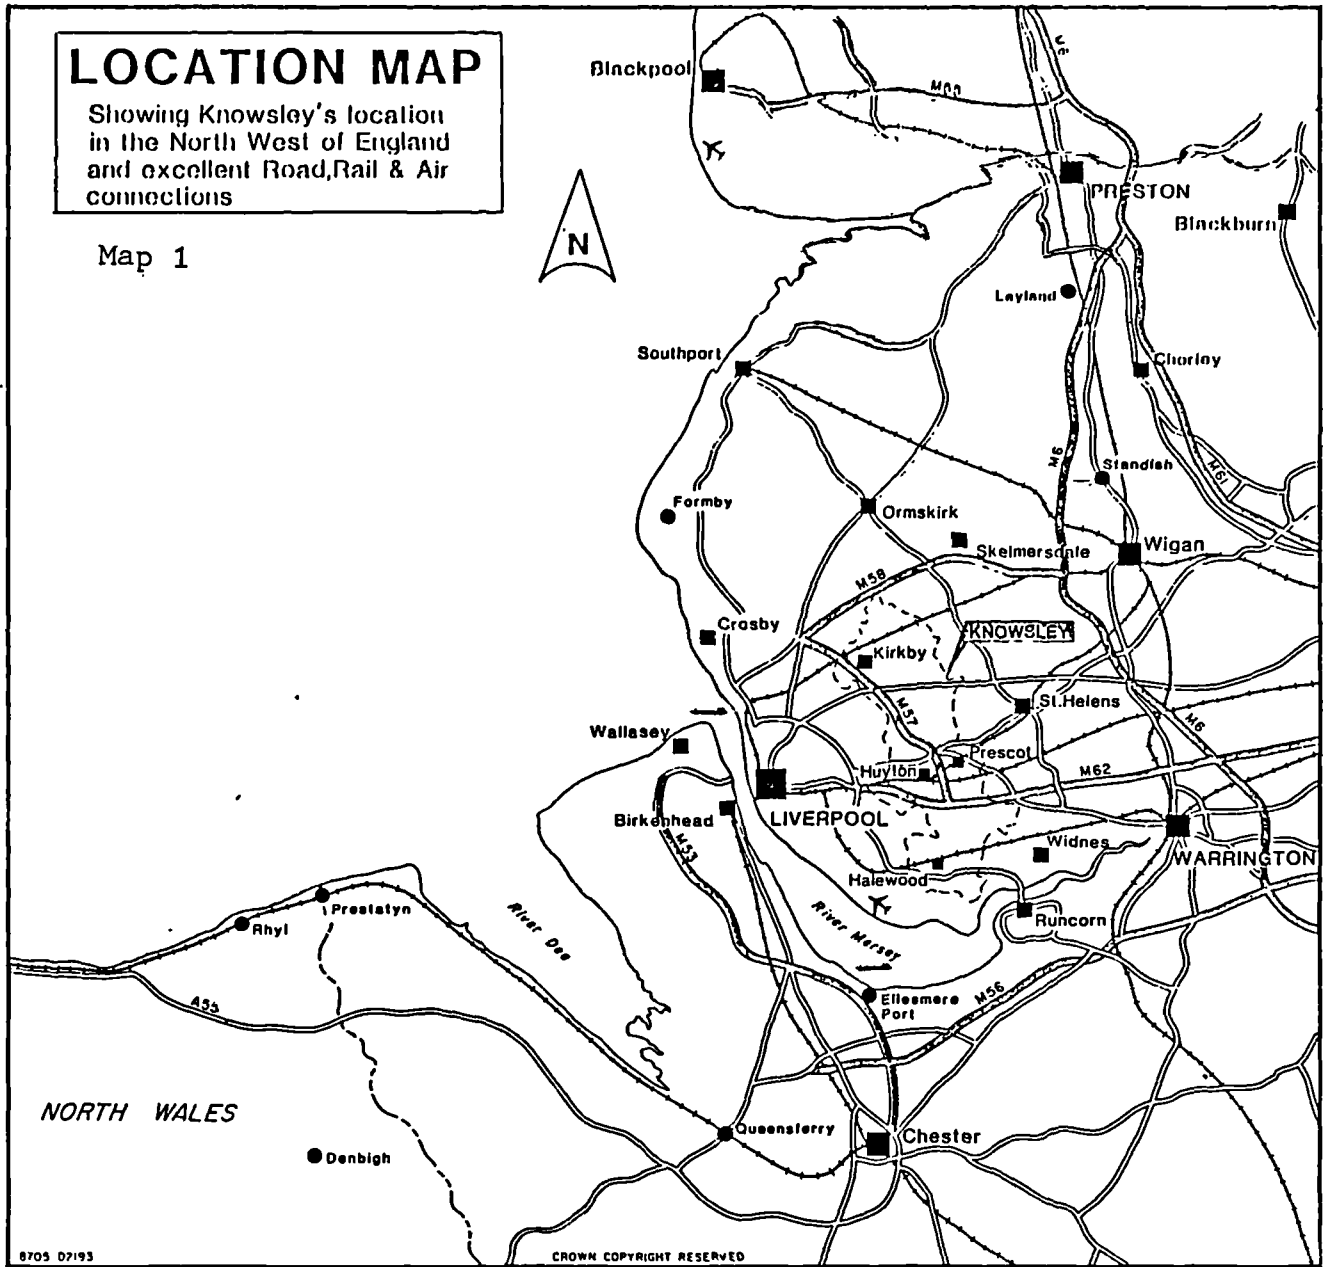 LOCATION MAP
Showing Knowsley's location
in the North West of England
and excellent Road,Rail & Air
connections
Map 1
N
Blackpool
M6
PRESTON
Blackburn
Leyland
Southport
Chorley
M6
Standish
M61
Formby
Ormskirk
Skelmersdale
Wigan
M58
Crosby
KNOWSLEY
Kirkby
M57
St.Helens
M6
Wallasey
Prescot
Huyton
M62
Birkenhead
LIVERPOOL
M53
Widnes
WARRINGTON
Halewood
Prestatyn
Rhyl
River Dee
River Mersey
Runcorn
Ellesmere
Port
M56
A55
NORTH WALES
Queensferry
Chester
Denbigh
8705 D7193
CROWN COPYRIGHT RESERVED